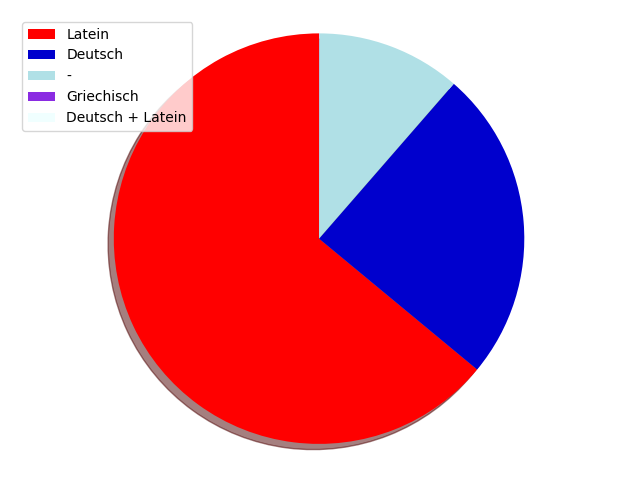 Latein
Deutsch
-
Griechisch
Deutsch + Latein